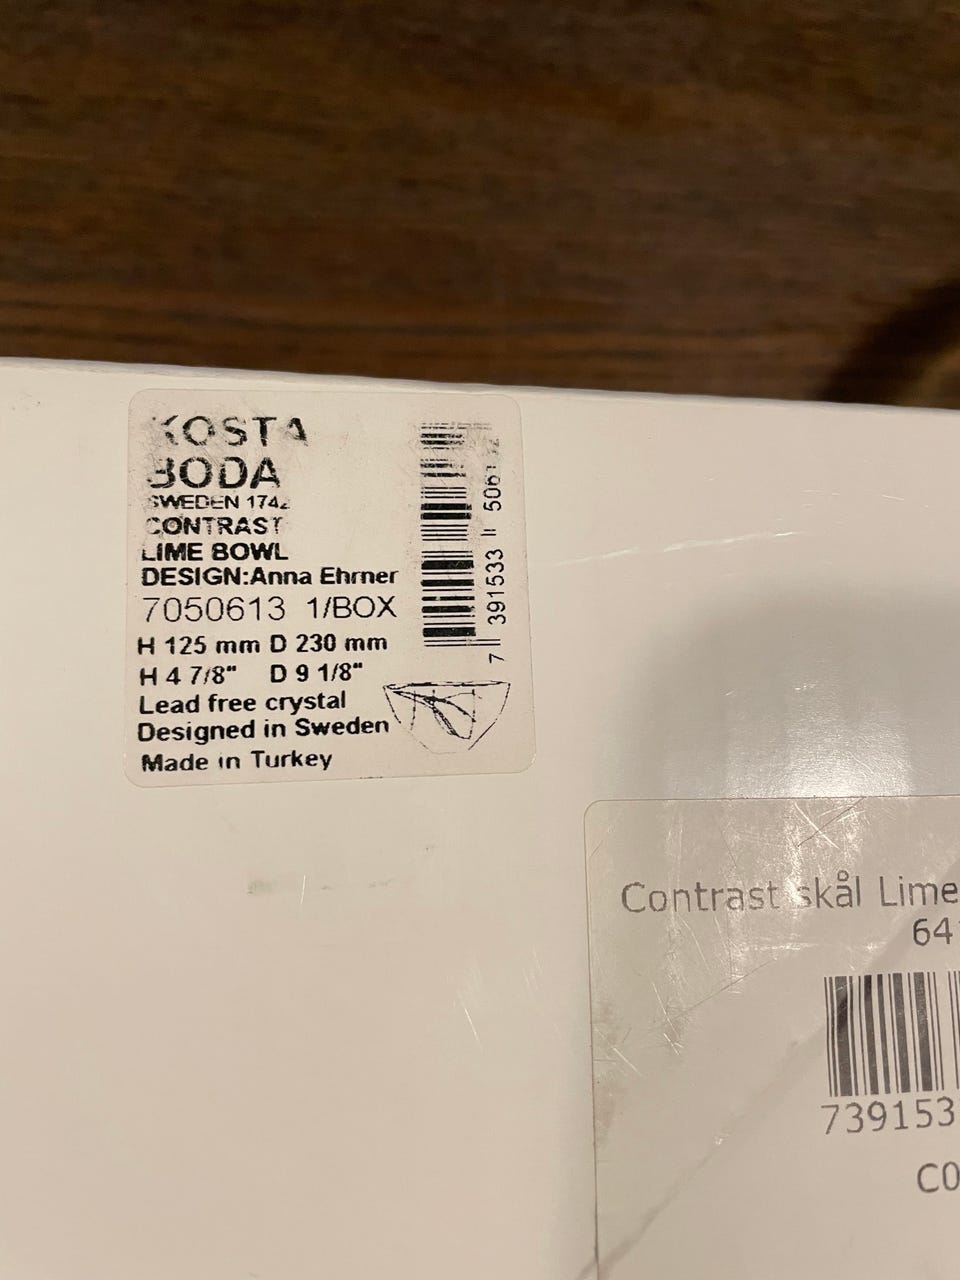 KOSTA
BODA
SWEDEN 1742
CONTRAST
LIME BOWL
DESIGN:Anna Ehrner
7050613 1/BOX
H 125 mm D 230 mm
H 4 7/8" D 9 1/8"
Lead free crystal
Designed in Sweden
Made in Turkey
7 391533
Contrast skål Lime
64
739153
CO